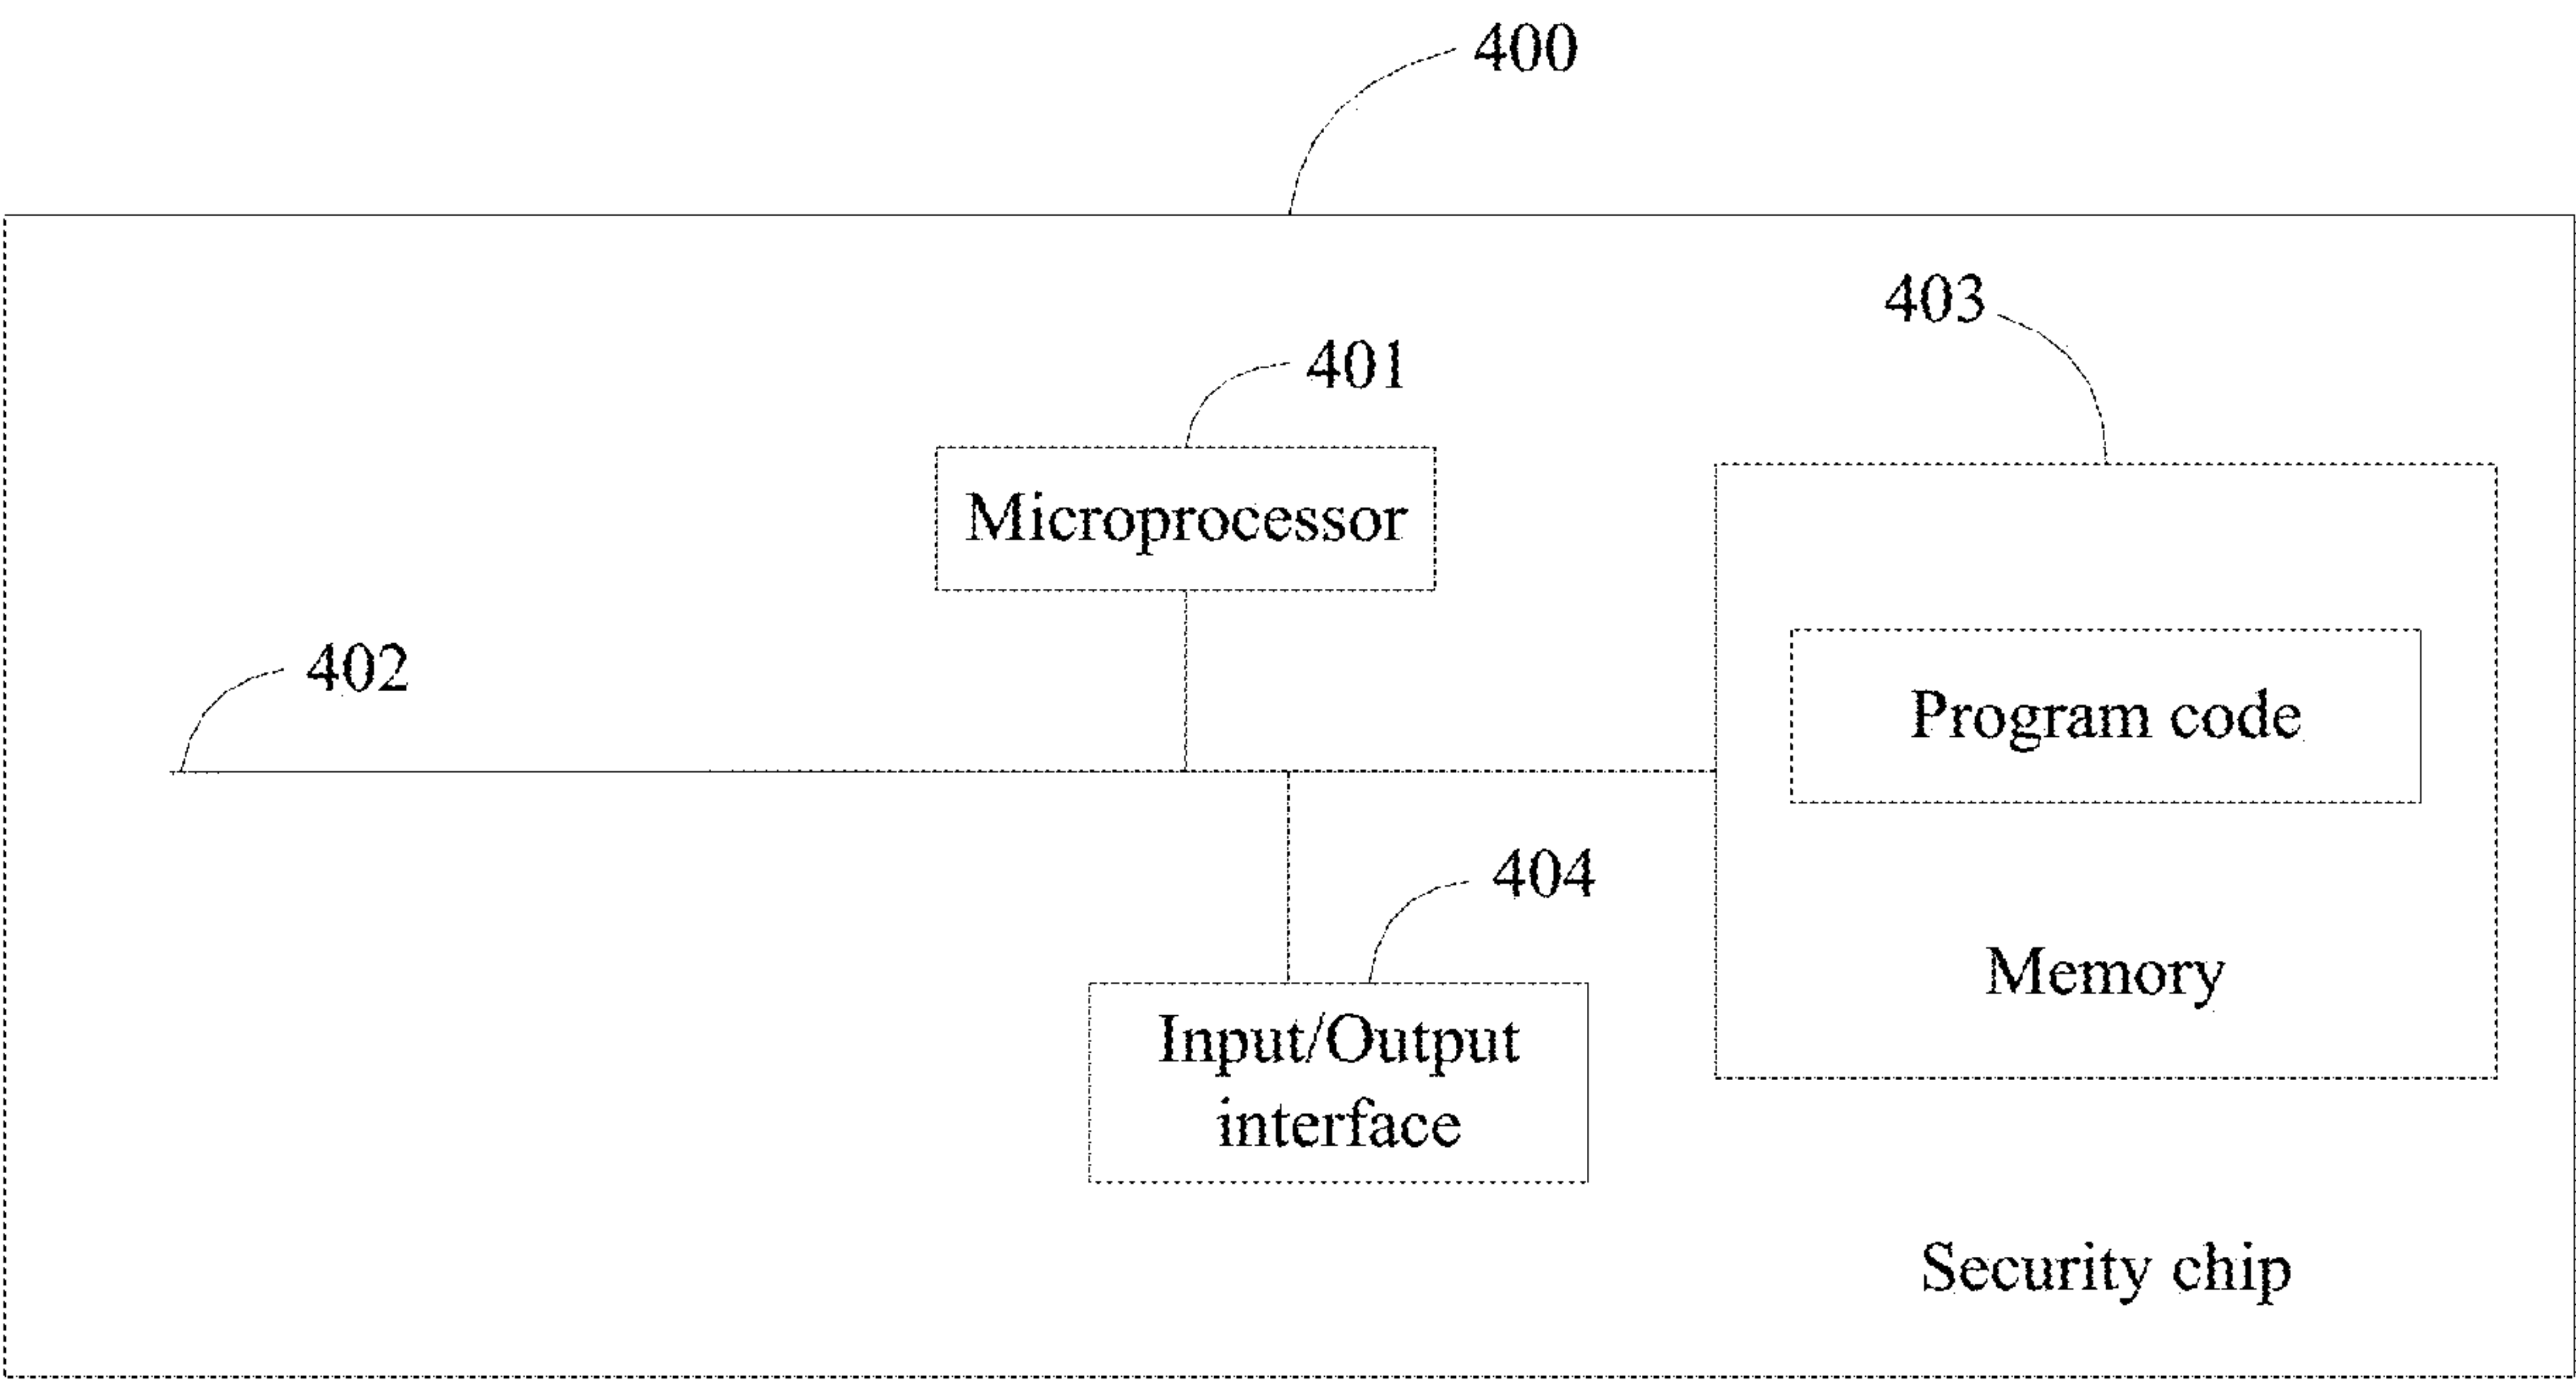 400
403
401
Microprocessor
402
Program code
404
Memory
Input/Output
interface
Security chip